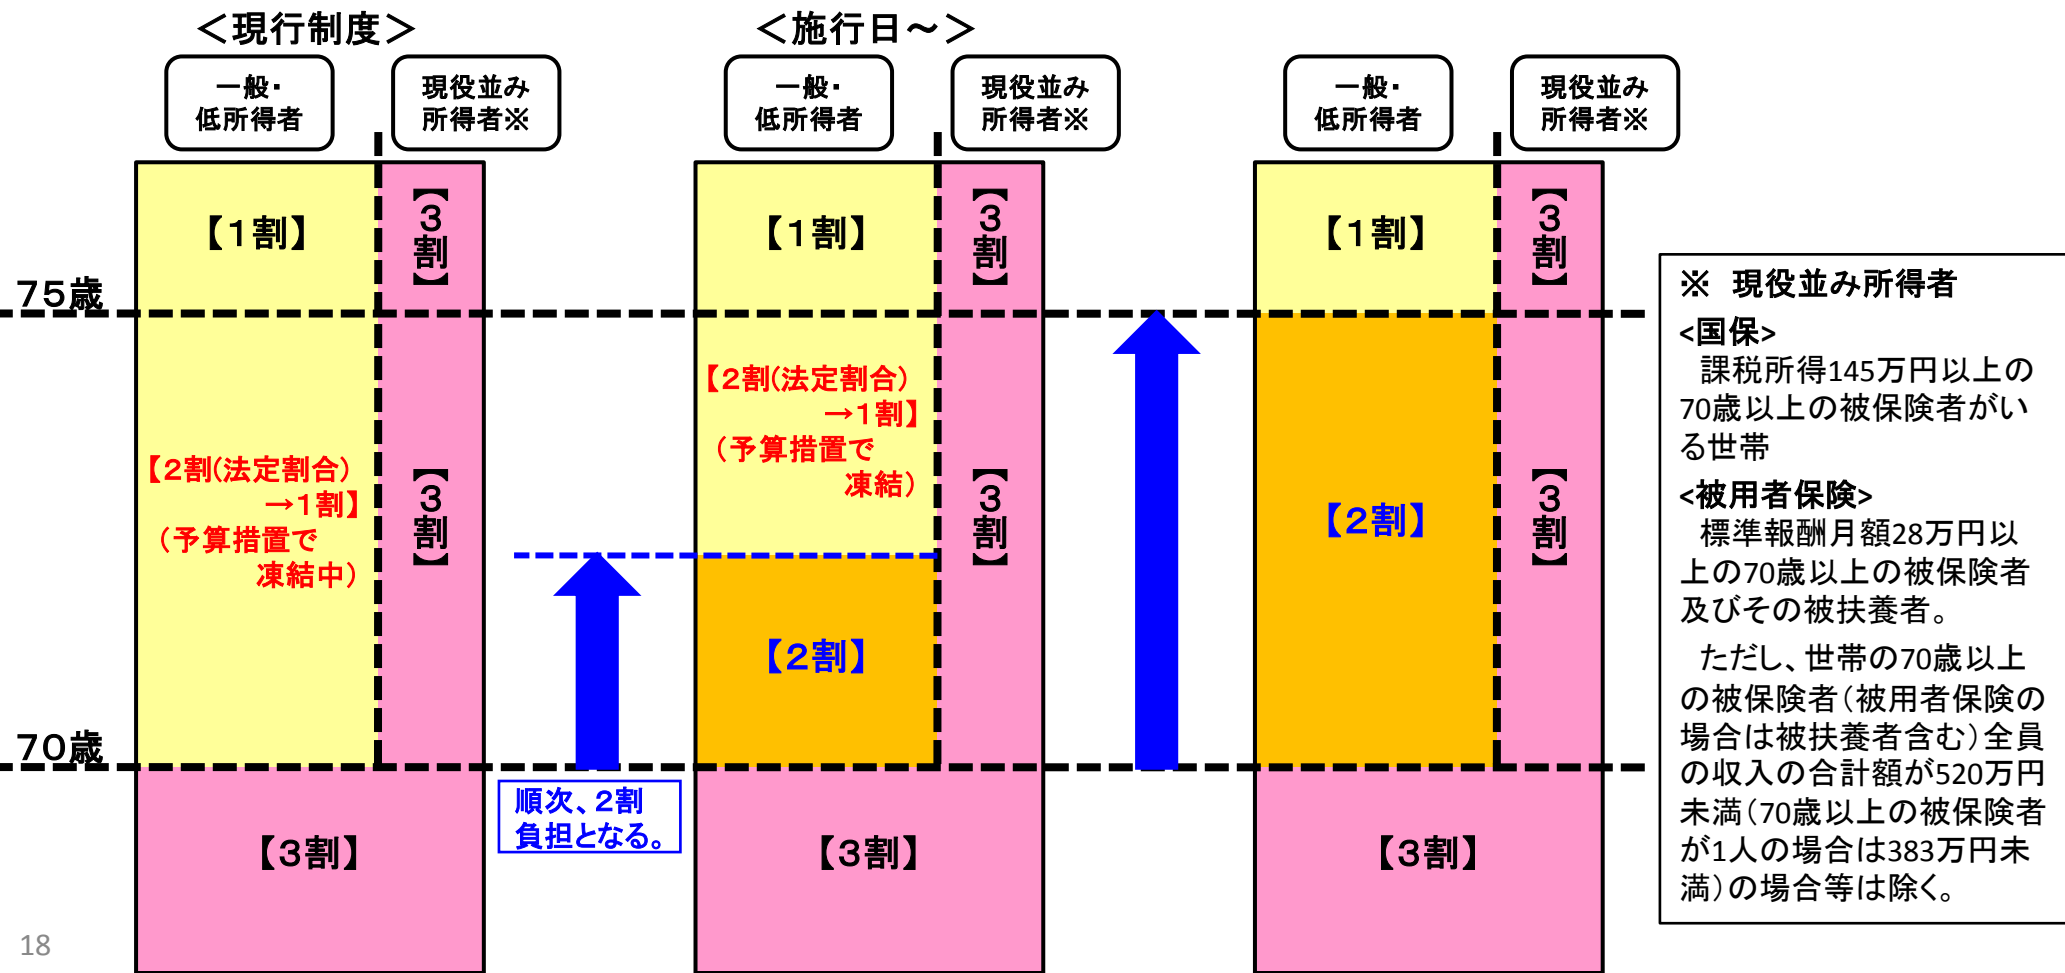 ＜現行制度＞
一般・
低所得者
現役並み
所得者※
【1割】
【3割】
75歳
【2割(法定割合)
→1割】
（予算措置で
凍結中）
【3割】
70歳
【3割】
順次、2割
負担となる。
＜施行日～＞
一般・
低所得者
現役並み
所得者※
【1割】
【3割】
【2割(法定割合)
→1割】
（予算措置で
凍結）
【3割】
【2割】
【3割】
一般・
低所得者
現役並み
所得者※
【1割】
【3割】
【2割】
【3割】
【3割】
※　現役並み所得者
<国保>
課税所得145万円以上の
70歳以上の被保険者がい
る世帯
<被用者保険>
標準報酬月額28万円以
上の70歳以上の被保険者
及びその被扶養者。
ただし、世帯の70歳以上
の被保険者（被用者保険の
場合は被扶養者含む）全員
の収入の合計額が520万円
未満（70歳以上の被保険者
が1人の場合は383万円未
満）の場合等は除く。
18